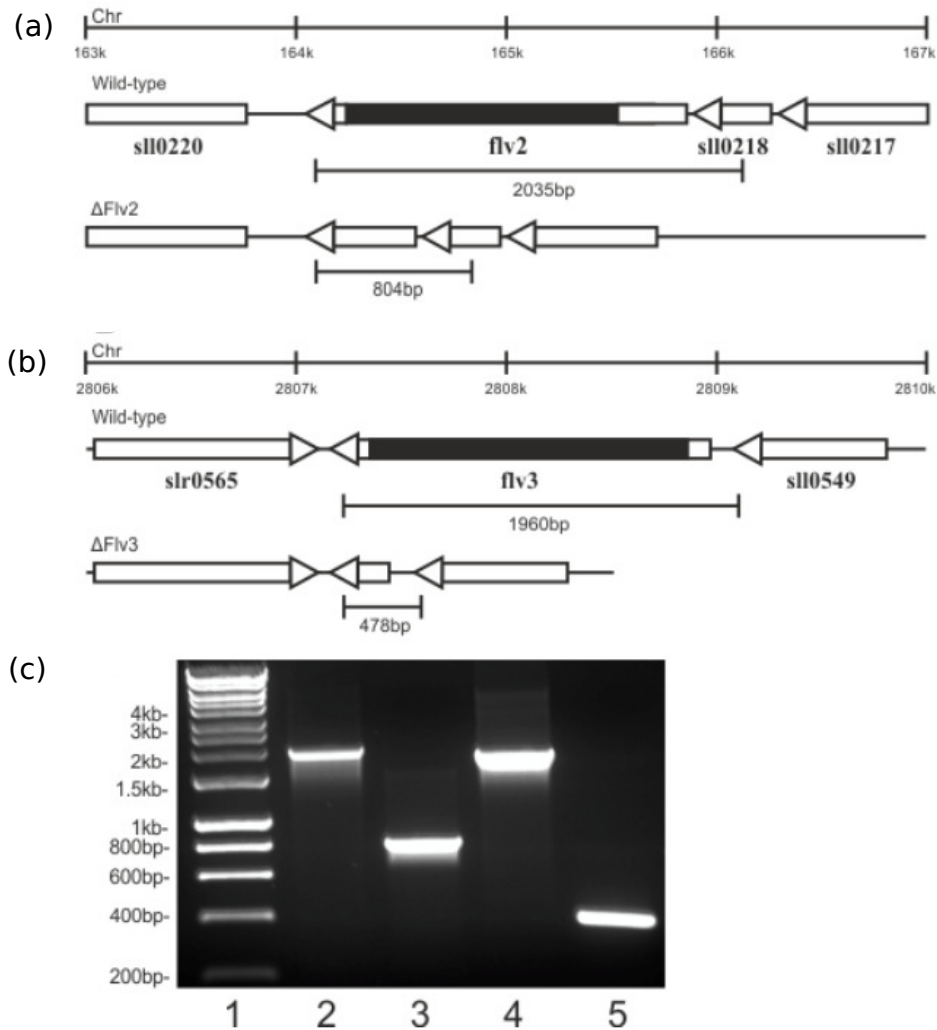 (a)
Chr
163k 164k 165k 166k 167k
Wild-type
sll0220 flv2 sll0218 sll0217
2035bp
ΔFlv2
804bp
(b)
Chr
2806k 2807k 2808k 2809k 2810k
Wild-type
slr0565 flv3 sll0549
1960bp
ΔFlv3
478bp
(c)
4kb-
3kb-
2kb-
1.5kb-
1kb-
800bp-
600bp-
400bp-
200bp-
1 2 3 4 5